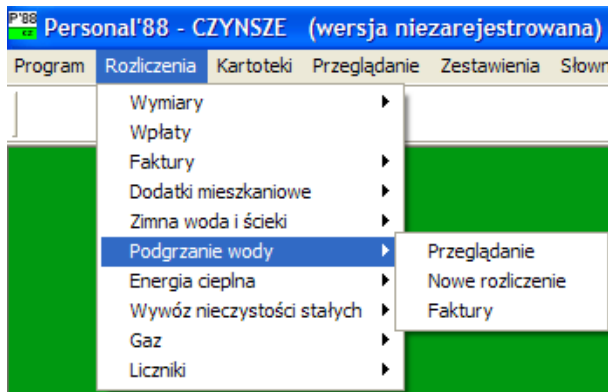 P'88
cz
Personal'88 - CZYNSZE (wersja niezarejestrowana)
Program Rozliczenia Kartoteki Przeglądanie Zestawienia Słown
Wymiary
Wpłaty
Faktury
Dodatki mieszkaniowe
Zimna woda i ścieki
Podgrzanie wody
Przeglądanie
Energia cieplna
Nowe rozliczenie
Wywóz nieczystości stałych
Faktury
Gaz
Liczniki